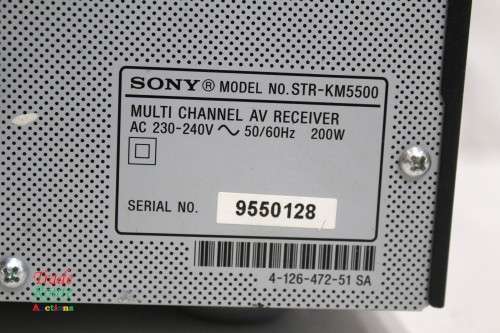 SONY® MODEL NO. STR-KM5500
MULTI CHANNEL AV RECEIVER
AC 230-240V ~ 50/60Hz 200W
SERIAL NO. 9550128
4-126-472-51 SA
Auctions